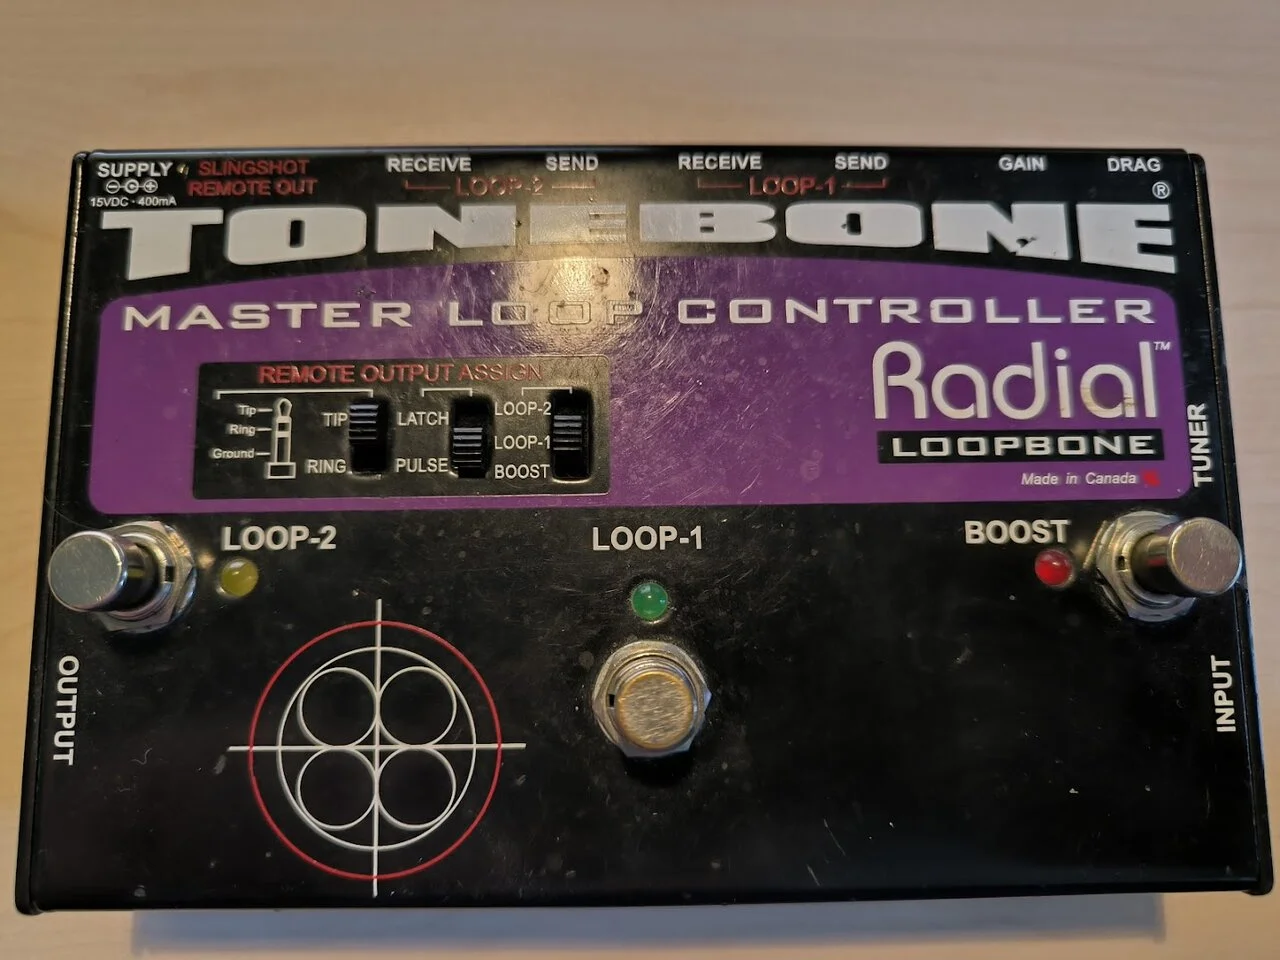 SUPPLY SLINGSHOT RECEIVE SEND RECEIVE SEND GAIN DRAG
REMOTE OUT LOOP-2 LOOP-1
15VDC · 400mA
TONEBONE®
MASTER LOOP CONTROLLER
Radial™
LOOPBONE
Made in Canada
REMOTE OUTPUT ASSIGN
Tip
Ring
Ground
TIP
RING
LATCH
PULSE
LOOP-2
LOOP-1
BOOST
TUNER
LOOP-2
LOOP-1
BOOST
OUTPUT
INPUT